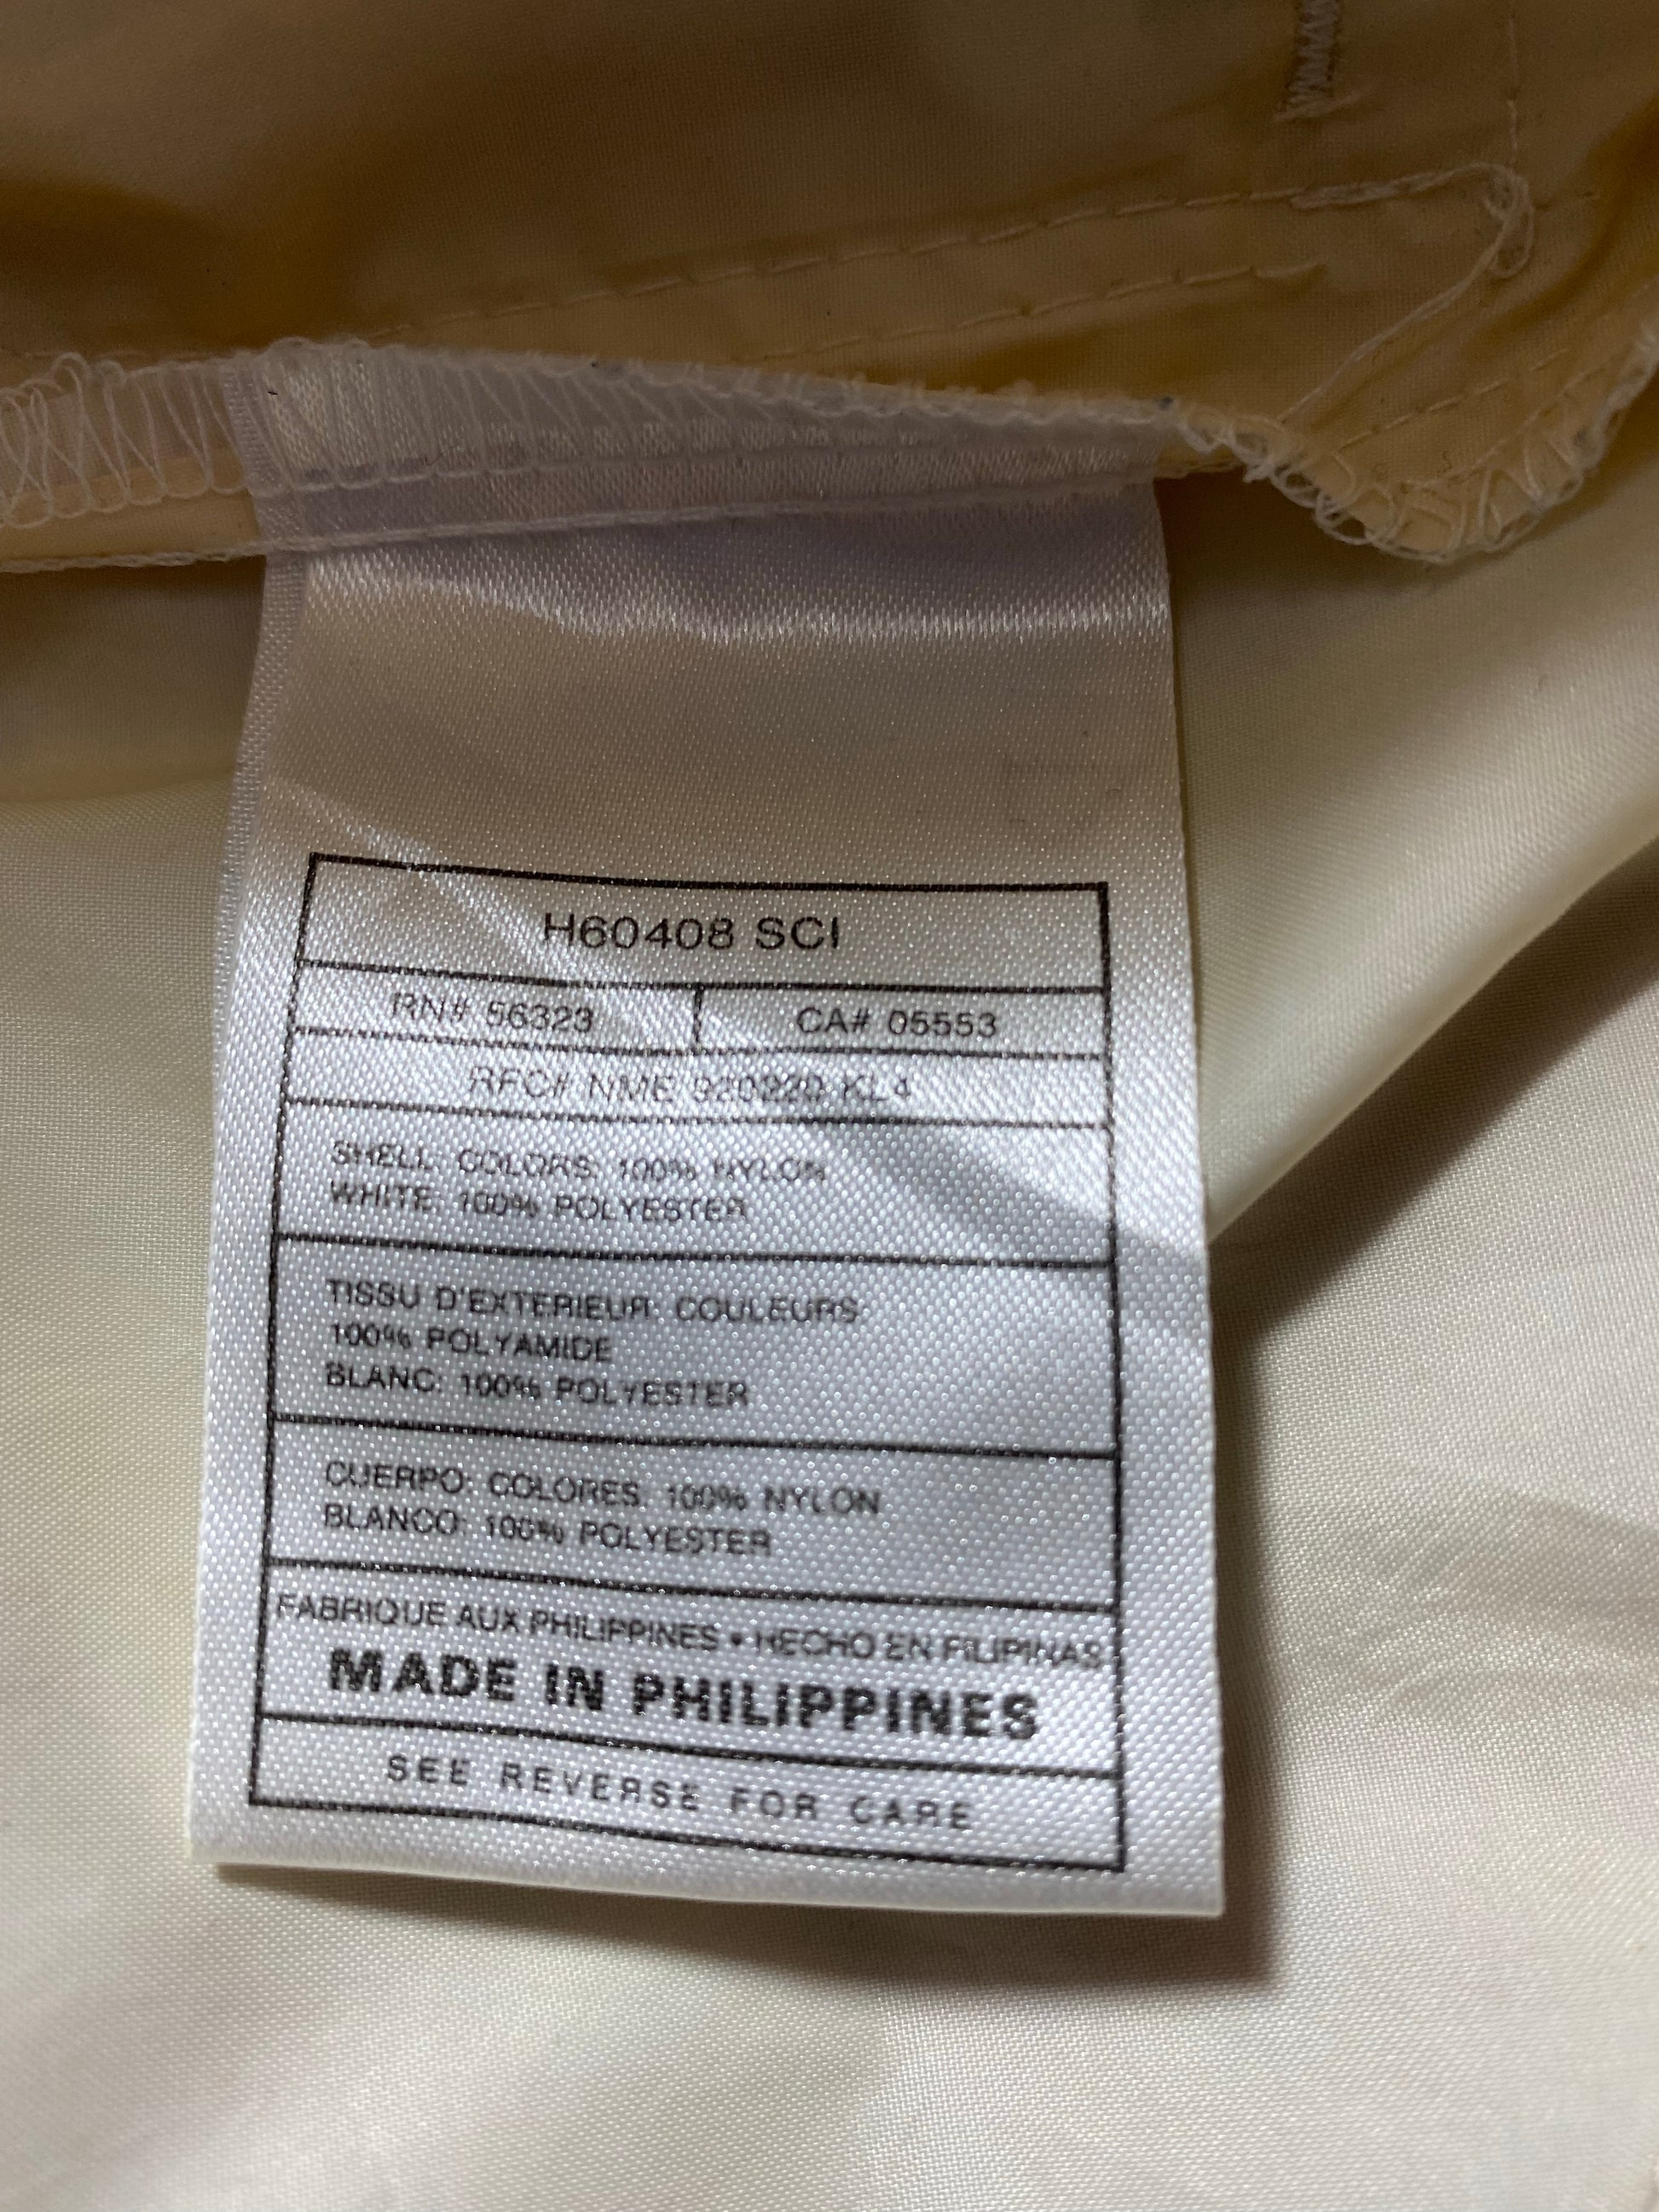 H60408 SCI
RN# 56323 CA# 05553
RFC# NME 920220 KL4
SHELL: COLORS: 100% NYLON
WHITE: 100% POLYESTER
TISSU D'EXTERIEUR: COULEURS
100% POLYAMIDE
BLANC: 100% POLYESTER
CUERPO: COLORES: 100% NYLON
BLANCO: 100% POLYESTER
FABRIQUE AUX PHILIPPINES • HECHO EN FILIPINAS
MADE IN PHILIPPINES
SEE REVERSE FOR CARE